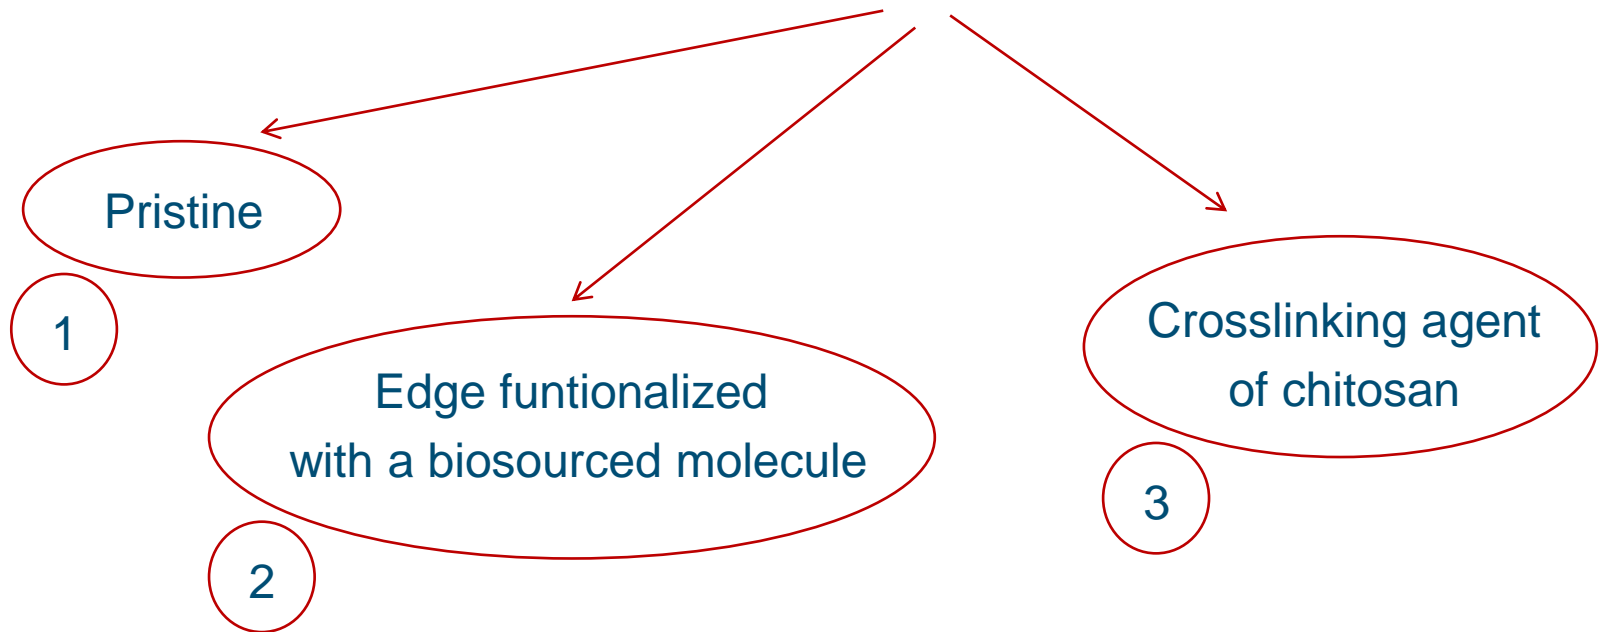 Pristine
1
Edge funtionalized
with a biosourced molecule
2
Crosslinking agent
of chitosan
3